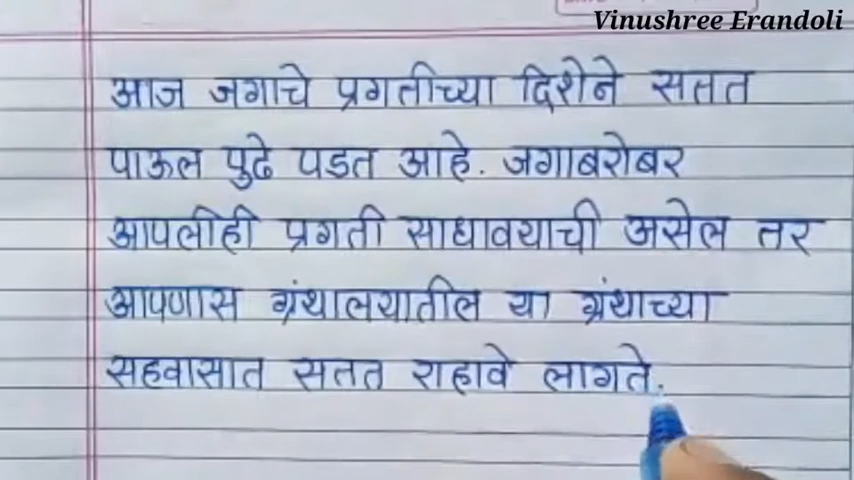 Vinushree Erandoli
आज जगाचे प्रगतीच्या दिशेने सतत
पाऊल पुढे पडत आहे. जगाबरोबर
आपलीही प्रगती साधावयाची असेल तर
आपणास ग्रंथालयातील या ग्रंथाच्या
सहवासात सतत राहावे लागते.